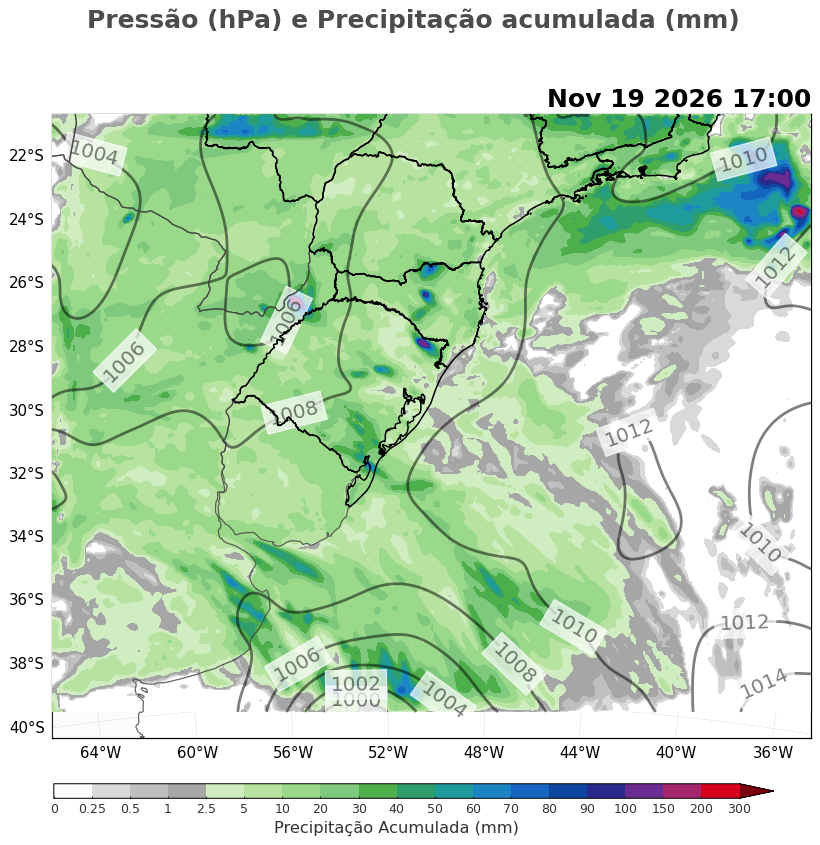 Pressão (hPa) e Precipitação acumulada (mm)
Nov 19 2026 17:00
1004
1010
22°S
24°S
1012
26°S
1006
28°S
1006
1008
30°S
1012
32°S
34°S
1010
36°S
1010
1012
1006
1008
38°S
1002
1004
1014
1000
40°S
64°W 60°W 56°W 52°W 48°W 44°W 40°W 36°W
0 0.25 0.5 1 2.5 5 10 20 30 40 50 60 70 80 90 100 150 200 300
Precipitação Acumulada (mm)